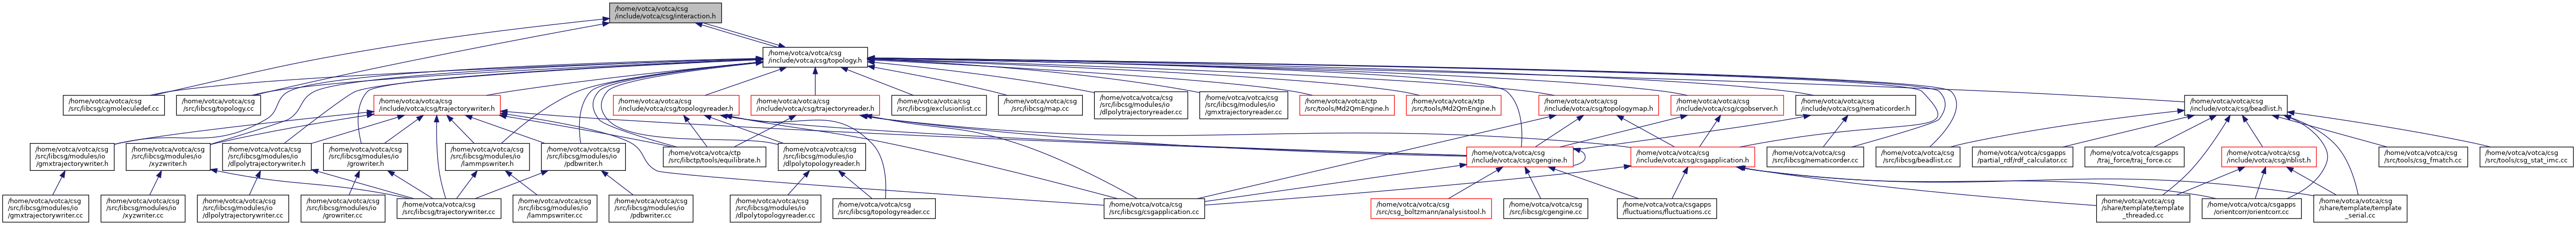 /home/votca/votca/csg
/include/votca/csg/interaction.h
/home/votca/votca/csg
/include/votca/csg/topology.h
/home/votca/votca/csg
/src/libcsg/cgmoleculedef.cc
/home/votca/votca/csg
/src/libcsg/topology.cc
/home/votca/votca/csg
/include/votca/csg/trajectorywriter.h
/home/votca/votca/csg
/include/votca/csg/topologyreader.h
/home/votca/votca/csg
/include/votca/csg/trajectoryreader.h
/home/votca/votca/csg
/src/libcsg/exclusionlist.cc
/home/votca/votca/csg
/src/libcsg/map.cc
/home/votca/votca/csg
/src/libcsg/modules/io
/dlpolytrajectoryreader.cc
/home/votca/votca/csg
/src/libcsg/modules/io
/gmxtrajectoryreader.cc
/home/votca/votca/ctp
/src/tools/Md2QmEngine.h
/home/votca/votca/xtp
/src/tools/Md2QmEngine.h
/home/votca/votca/csg
/include/votca/csg/topologymap.h
/home/votca/votca/csg
/include/votca/csg/cgobserver.h
/home/votca/votca/csg
/include/votca/csg/nematicorder.h
/home/votca/votca/csg
/include/votca/csg/beadlist.h
/home/votca/votca/csg
/src/libcsg/modules/io
/gmxtrajectorywriter.h
/home/votca/votca/csg
/src/libcsg/modules/io
/xyzwriter.h
/home/votca/votca/csg
/src/libcsg/modules/io
/dlpolytrajectorywriter.h
/home/votca/votca/csg
/src/libcsg/modules/io
/growriter.h
/home/votca/votca/csg
/src/libcsg/modules/io
/lammpswriter.h
/home/votca/votca/csg
/src/libcsg/modules/io
/pdbwriter.h
/home/votca/votca/ctp
/src/libctp/tools/equilibrate.h
/home/votca/votca/csg
/src/libcsg/modules/io
/dlpolytopologyreader.h
/home/votca/votca/csg
/include/votca/csg/cgengine.h
/home/votca/votca/csg
/include/votca/csg/csgapplication.h
/home/votca/votca/csg
/src/libcsg/nematicorder.cc
/home/votca/votca/csg
/src/libcsg/beadlist.cc
/home/votca/votca/csgapps
/partial_rdf/rdf_calculator.cc
/home/votca/votca/csgapps
/traj_force/traj_force.cc
/home/votca/votca/csg
/include/votca/csg/nblist.h
/home/votca/votca/csg
/src/tools/csg_fmatch.cc
/home/votca/votca/csg
/src/tools/csg_stat_imc.cc
/home/votca/votca/csg
/src/libcsg/modules/io
/gmxtrajectorywriter.cc
/home/votca/votca/csg
/src/libcsg/modules/io
/xyzwriter.cc
/home/votca/votca/csg
/src/libcsg/modules/io
/dlpolytrajectorywriter.cc
/home/votca/votca/csg
/src/libcsg/modules/io
/growriter.cc
/home/votca/votca/csg
/src/libcsg/trajectorywriter.cc
/home/votca/votca/csg
/src/libcsg/modules/io
/lammpswriter.cc
/home/votca/votca/csg
/src/libcsg/modules/io
/pdbwriter.cc
/home/votca/votca/csg
/src/libcsg/modules/io
/dlpolytopologyreader.cc
/home/votca/votca/csg
/src/libcsg/topologyreader.cc
/home/votca/votca/csg
/src/libcsg/csgapplication.cc
/home/votca/votca/csg
/src/csg_boltzmann/analysistool.h
/home/votca/votca/csg
/src/libcsg/cgengine.cc
/home/votca/votca/csgapps
/fluctuations/fluctuations.cc
/home/votca/votca/csg
/share/template/template
_threaded.cc
/home/votca/votca/csgapps
/orientcorr/orientcorr.cc
/home/votca/votca/csg
/share/template/template
_serial.cc